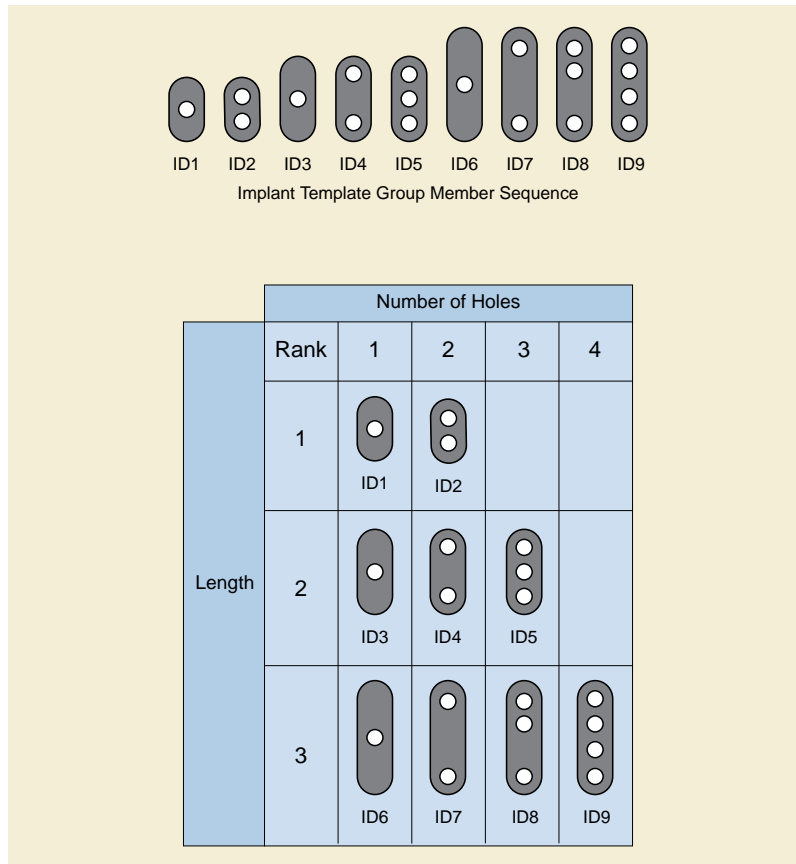 ID1 ID2 ID3 ID4 ID5 ID6 ID7 ID8 ID9
Implant Template Group Member Sequence
Number of Holes
Rank 1 2 3 4
1
ID1 ID2
Length 2
ID3 ID4 ID5
3
ID6 ID7 ID8 ID9